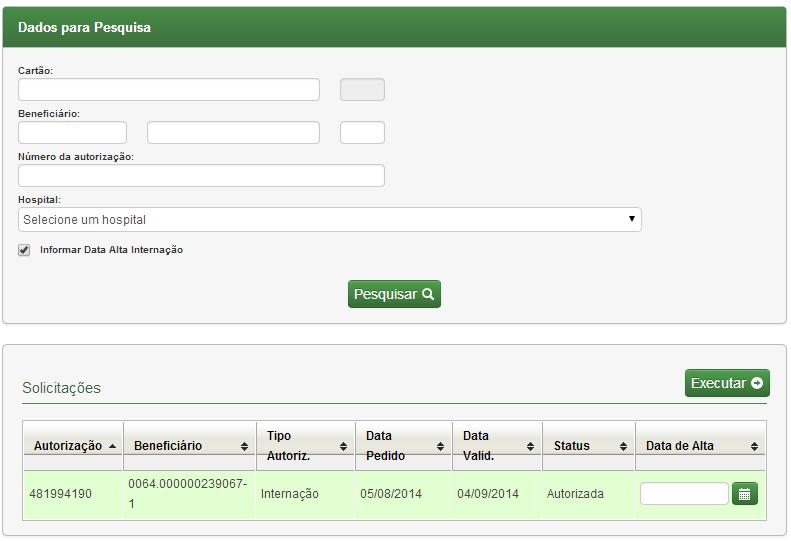 Dados para Pesquisa
Cartão:
Beneficiário:
Número da autorização:
Hospital:
Selecione um hospital
Informar Data Alta Internação
Pesquisar
Solicitações
Executar
Autorização Beneficiário Tipo Autoriz. Data Pedido Data Valid. Status Data de Alta
481994190 0064.000000239067-1 Internação 05/08/2014 04/09/2014 Autorizada